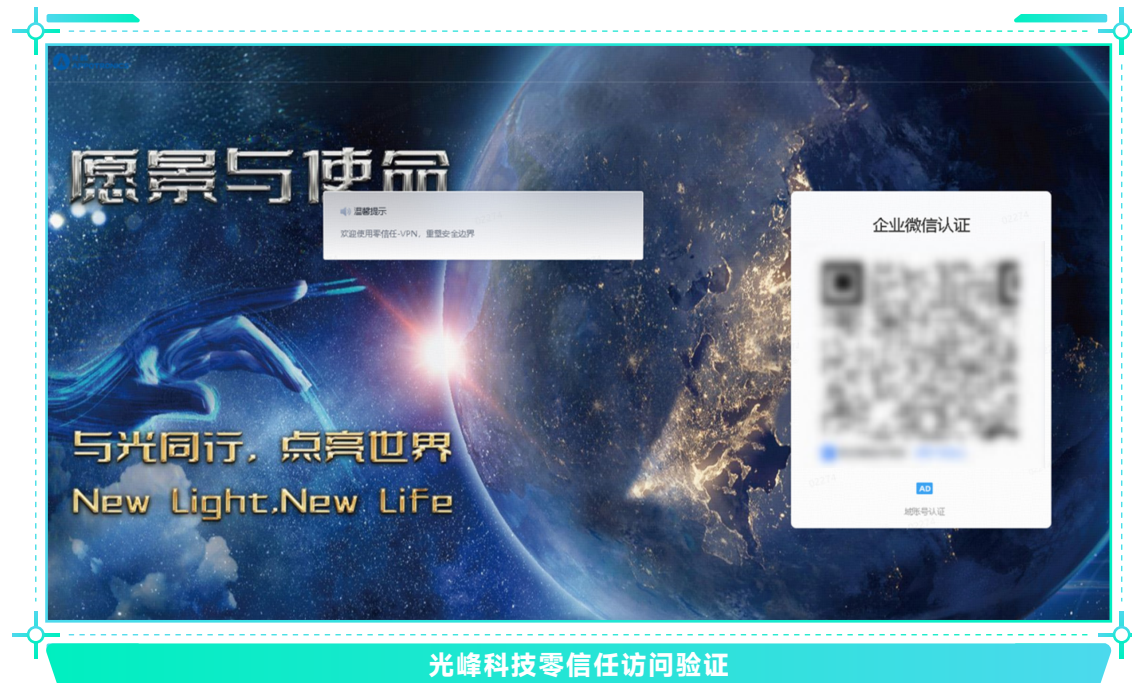 愿景与使命
温馨提示
欢迎使用零信任-VPN，重塑安全边界
企业微信认证
与光同行，点亮世界
New Light,New Life
AD
域账号认证
光峰科技零信任访问验证